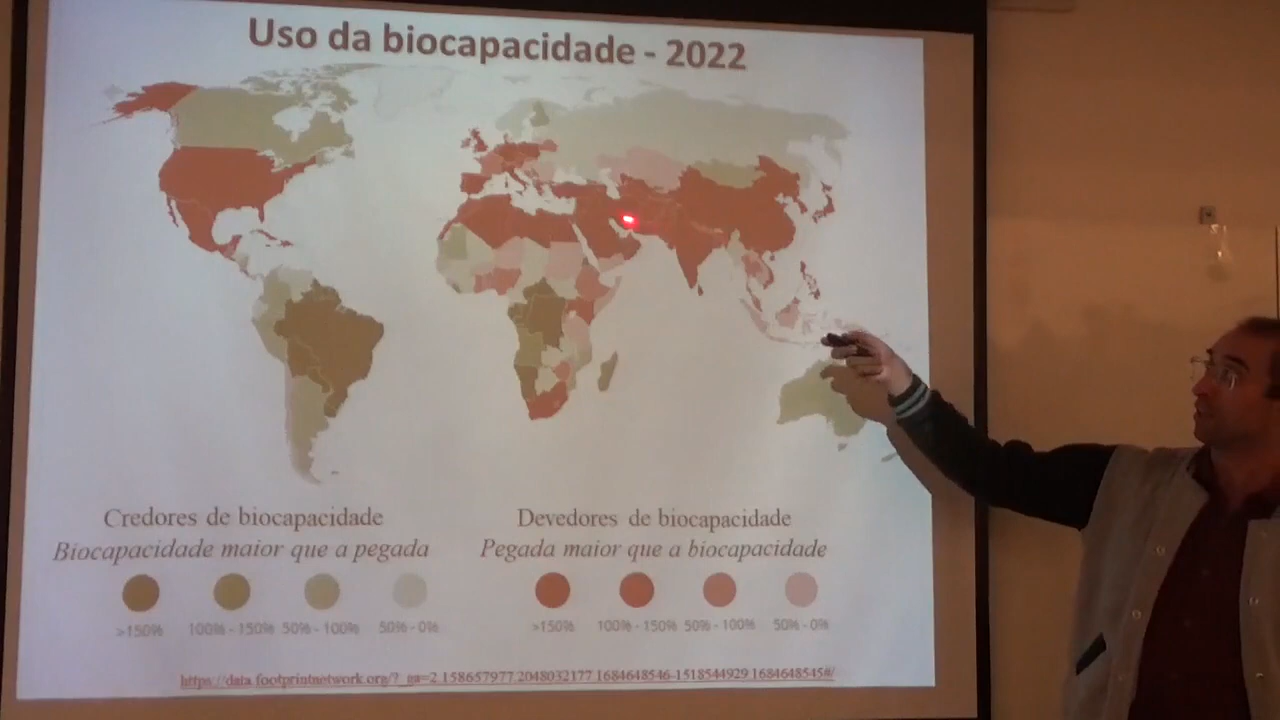 Uso da biocapacidade - 2022
Credores de biocapacidade
Biocapacidade maior que a pegada
>150% 100% - 150% 50% - 100% 50% - 0%
Devedores de biocapacidade
Pegada maior que a biocapacidade
>150% 100% - 150% 50% - 100% 50% - 0%
https://data.footprintnetwork.org/?_ga=2.158657977.2048032177.1684648546-1518544929.1684648545#/